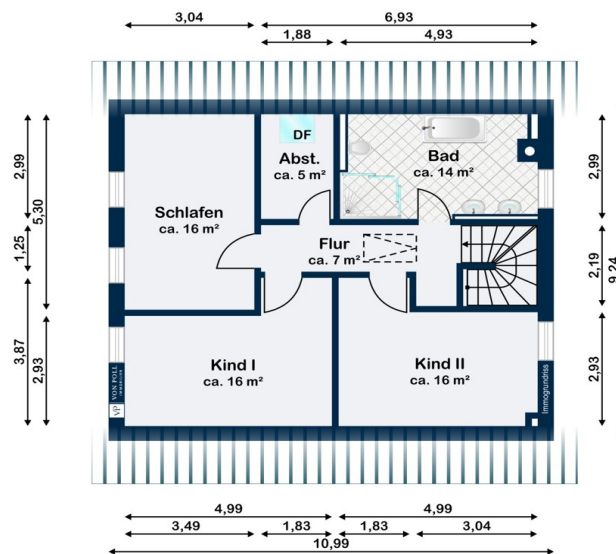 3,04
6,93
1,88
4,93
2,99
5,30
1,25
3,87
2,93
DF
Abst.
ca. 5 m²
Bad
ca. 14 m²
2,99
Schlafen
ca. 16 m²
Flur
ca. 7 m²
2,19
9,24
Kind I
ca. 16 m²
Kind II
ca. 16 m²
2,93
VP VON POLL
IMMOBILIEN
Immogrundriss
4,99
4,99
3,49
1,83
1,83
3,04
10,99